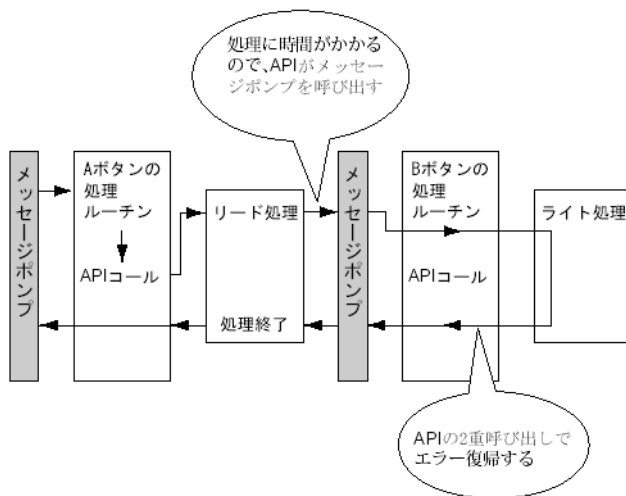 処理に時間がかかる
ので、APIがメッセー
ジポンプを呼び出す
メッセージポンプ
Aボタンの
処理
ルーチン
APIコール
リード処理
処理終了
メッセージポンプ
Bボタンの
処理
ルーチン
APIコール
ライト処理
APIの2重呼び出しで
エラー復帰する